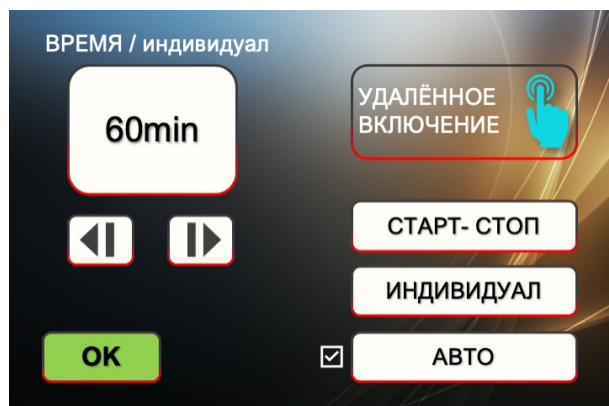 ВРЕМЯ / индивидуал
60min
УДАЛЁННОЕ
ВКЛЮЧЕНИЕ
СТАРТ- СТОП
ИНДИВИДУАЛ
OK
АВТО